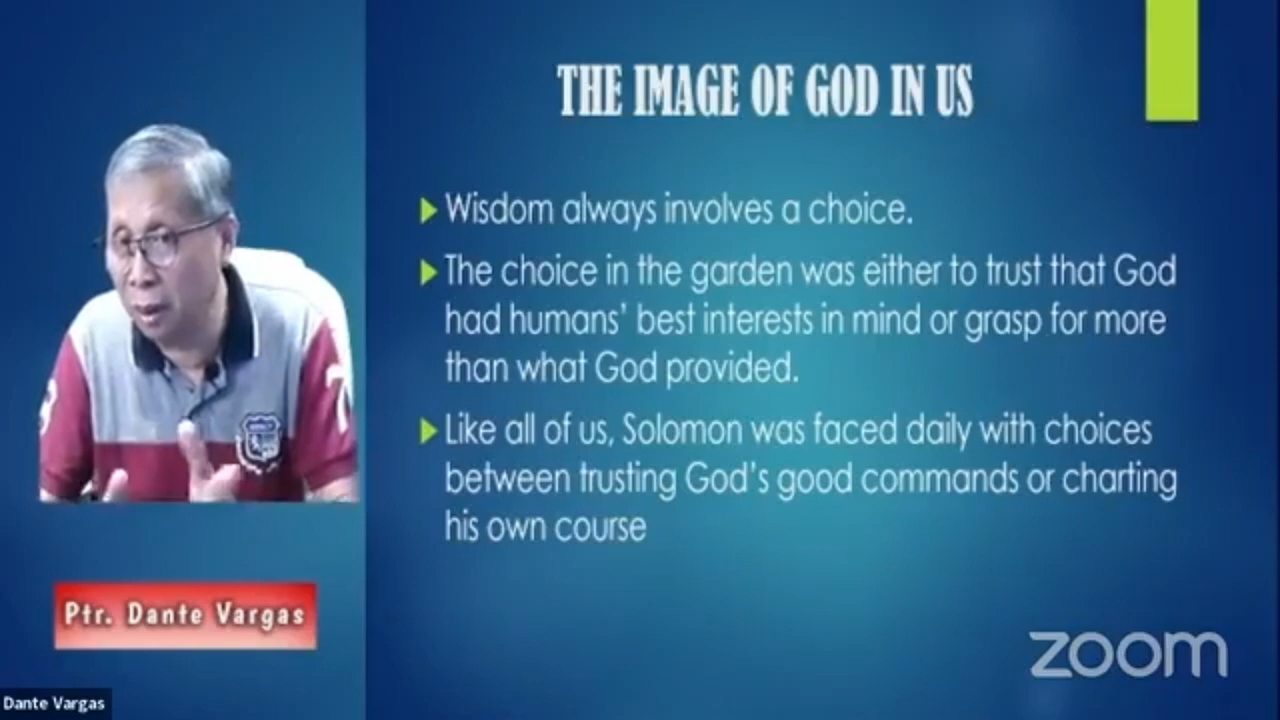 THE IMAGE OF GOD IN US
Wisdom always involves a choice.
The choice in the garden was either to trust that God
had humans' best interests in mind or grasp for more
than what God provided.
Like all of us, Solomon was faced daily with choices
between trusting God's good commands or charting
his own course
Ptr. Dante Vargas
Dante Vargas
zoom